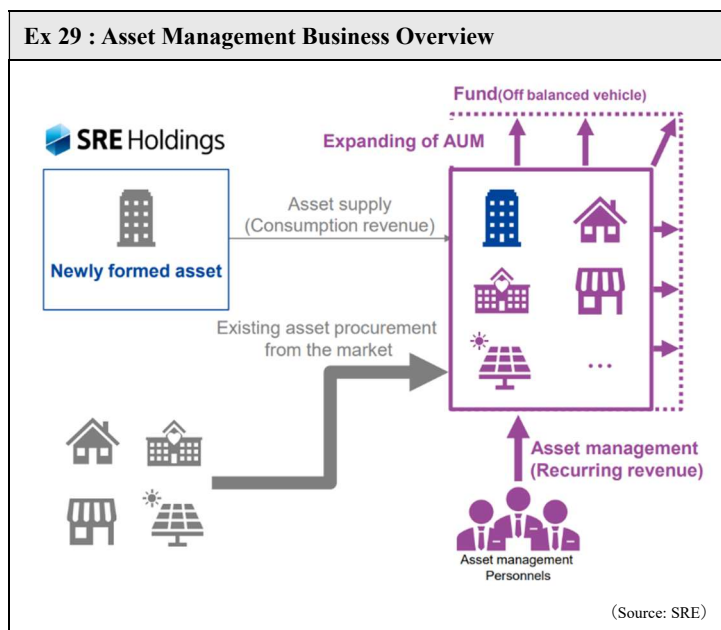 Ex 29 : Asset Management Business Overview
Fund(Off balanced vehicle)
SRE Holdings
Expanding of AUM
Asset supply
(Consumption revenue)
Newly formed asset
Existing asset procurement
from the market
...
Asset management
(Recurring revenue)
Asset management
Personnels
(Source: SRE)